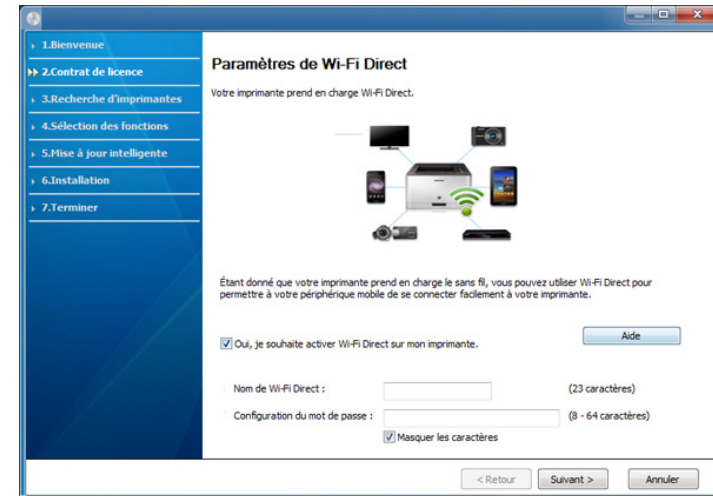 1.Bienvenue
2.Contrat de licence
3.Recherche d'imprimantes
4.Sélection des fonctions
5.Mise à jour intelligente
6.Installation
7.Terminer
Paramètres de Wi-Fi Direct
Votre imprimante prend en charge Wi-Fi Direct.
Étant donné que votre imprimante prend en charge le sans fil, vous pouvez utiliser Wi-Fi Direct pour
permettre à votre périphérique mobile de se connecter facilement à votre imprimante.
Oui, je souhaite activer Wi-Fi Direct sur mon imprimante.
Aide
Nom de Wi-Fi Direct :
(23 caractères)
Configuration du mot de passe :
(8 - 64 caractères)
Masquer les caractères
< Retour
Suivant >
Annuler